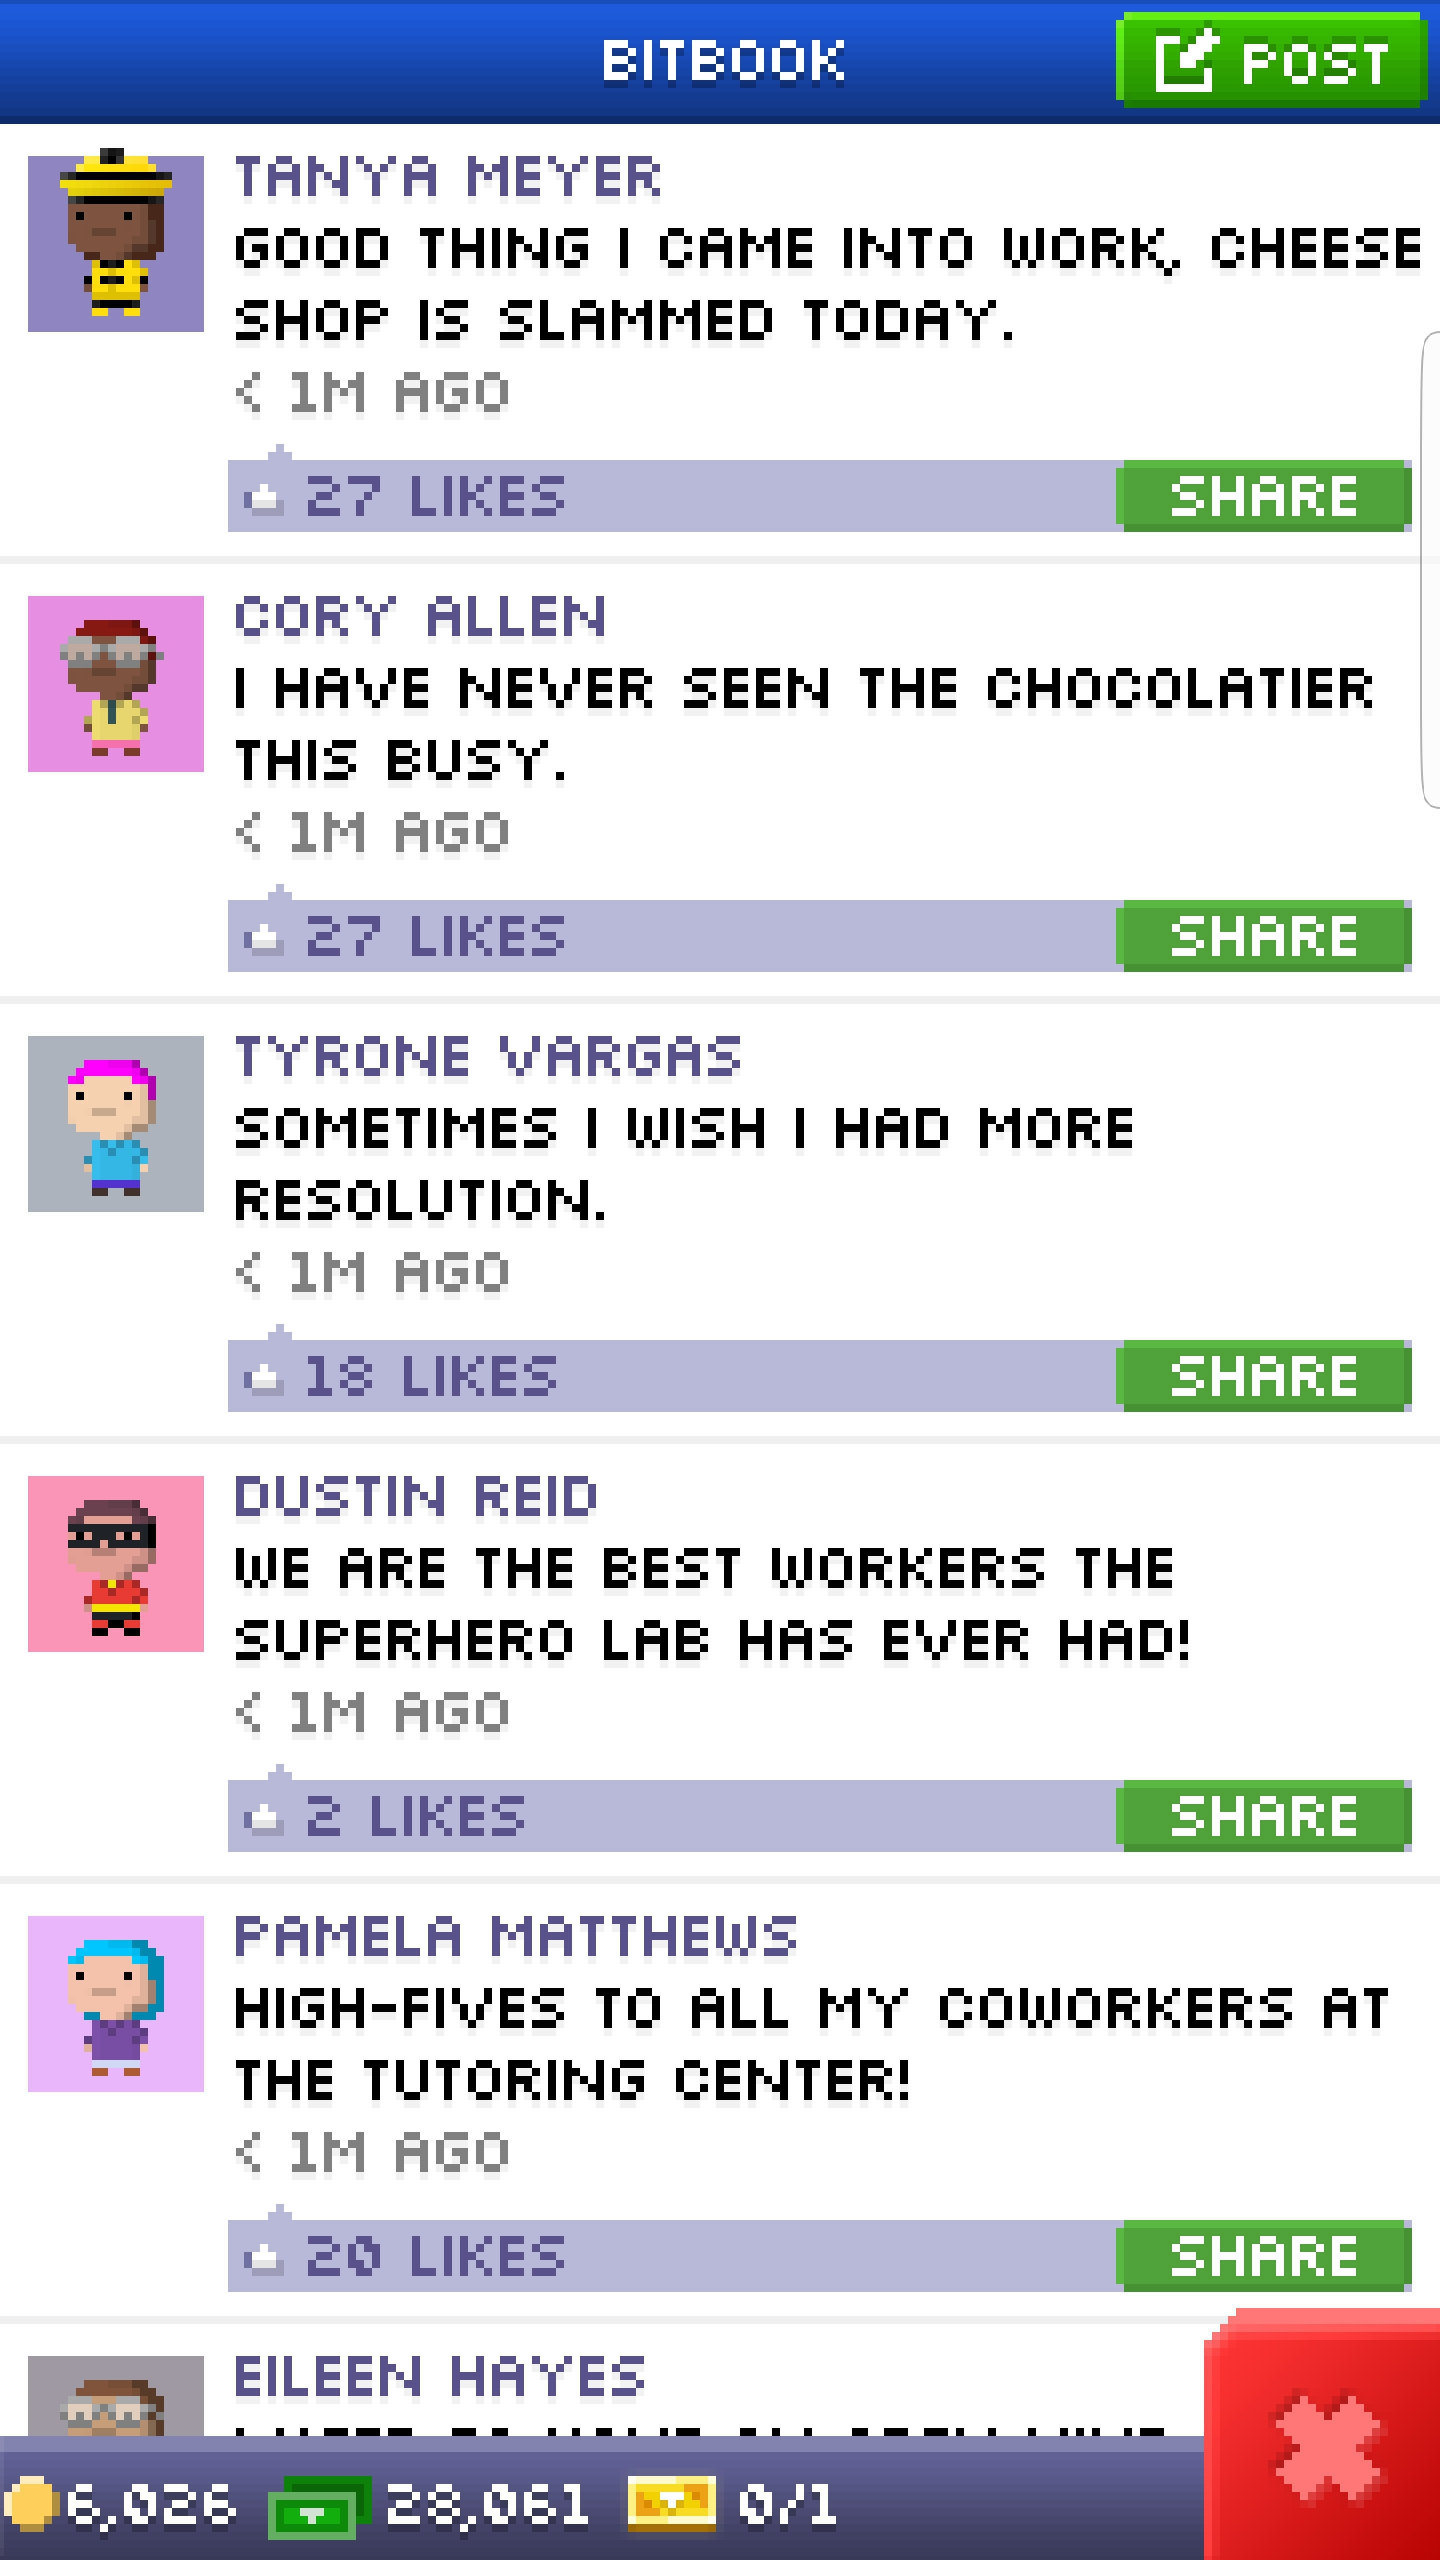 BITBOOK
POST
TANYA MEYER
GOOD THING I CAME INTO WORK, CHEESE
SHOP IS SLAMMED TODAY.
< 1M AGO
27 LIKES
SHARE
CORY ALLEN
I HAVE NEVER SEEN THE CHOCOLATIER
THIS BUSY.
< 1M AGO
27 LIKES
SHARE
TYRONE VARGAS
SOMETIMES I WISH I HAD MORE
RESOLUTION.
< 1M AGO
18 LIKES
SHARE
DUSTIN REID
WE ARE THE BEST WORKERS THE
SUPERHERO LAB HAS EVER HAD!
< 1M AGO
2 LIKES
SHARE
PAMELA MATTHEWS
HIGH-FIVES TO ALL MY COWORKERS AT
THE TUTORING CENTER!
< 1M AGO
20 LIKES
SHARE
EILEEN HAYES
6,026
28,061
0/1